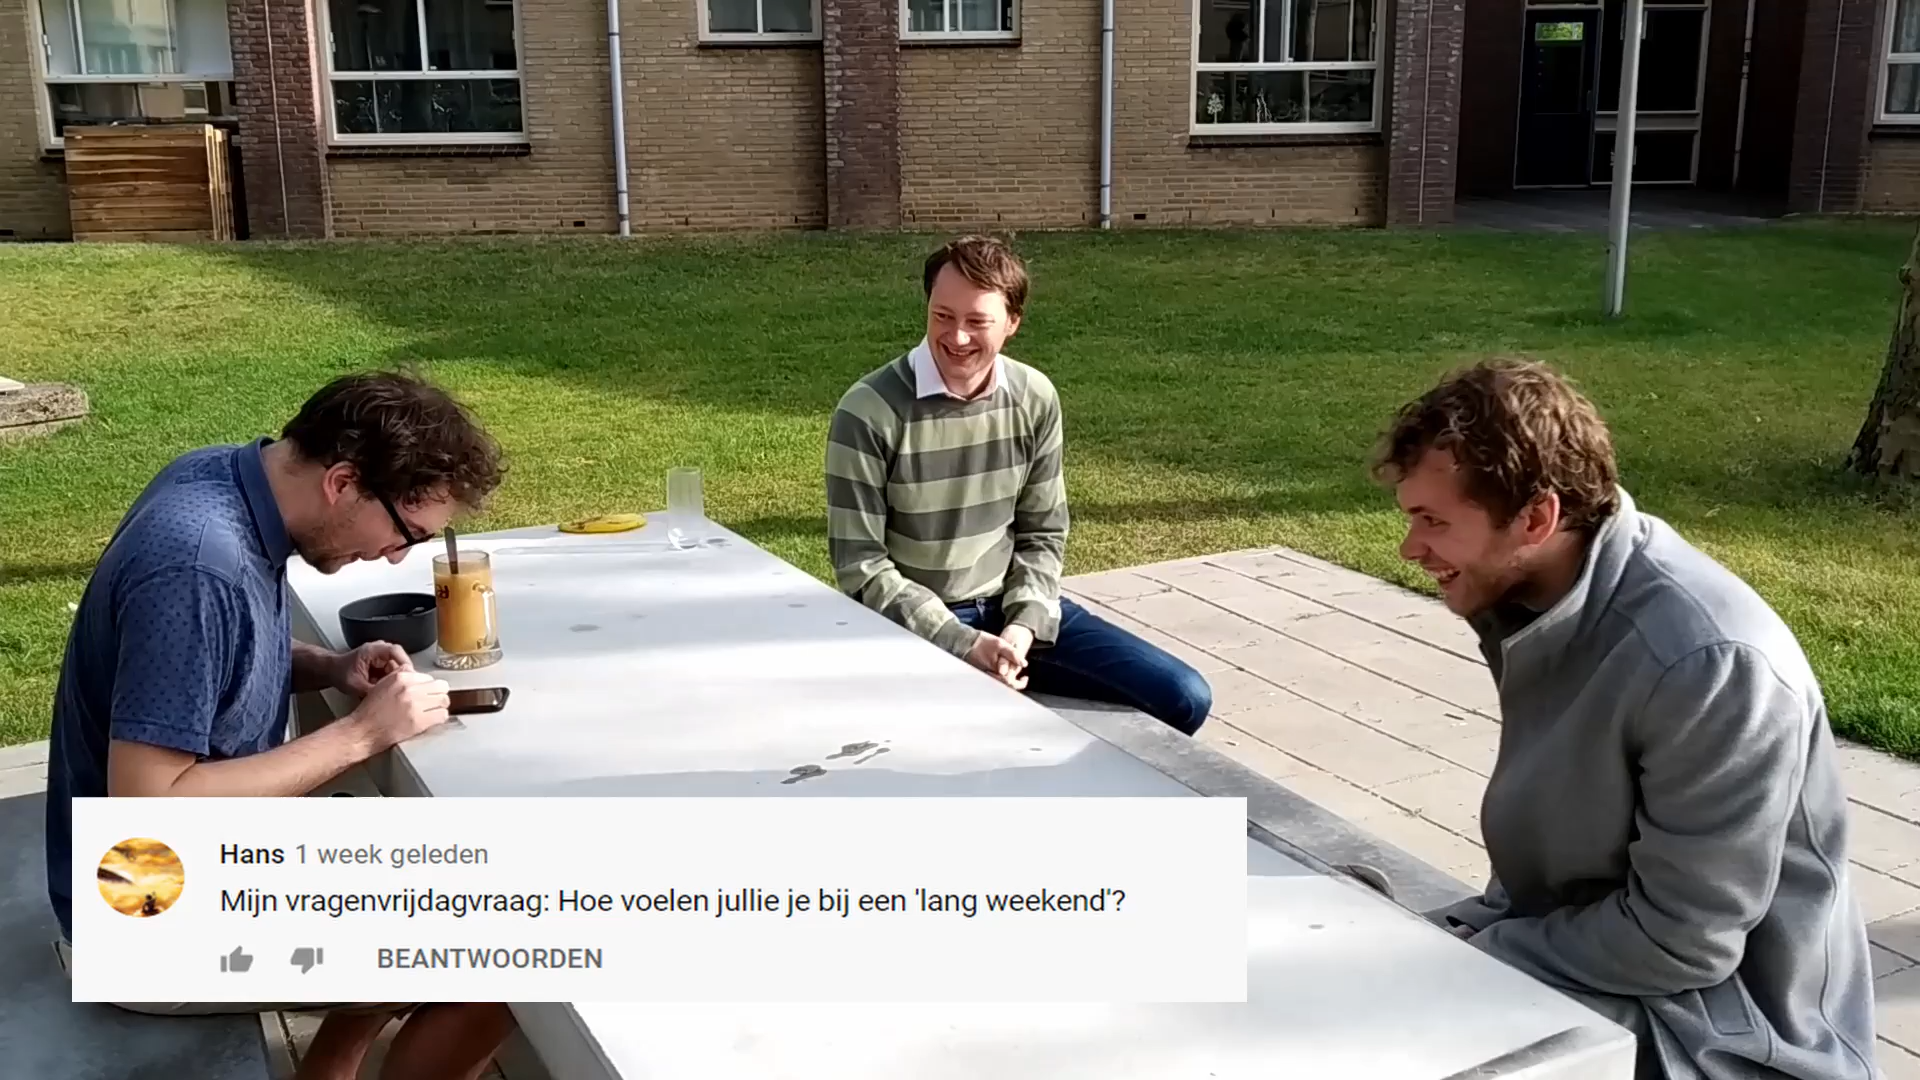 Hans 1 week geleden
Mijn vragenvrijdagvraag: Hoe voelen jullie je bij een 'lang weekend'?
BEANTWOORDEN